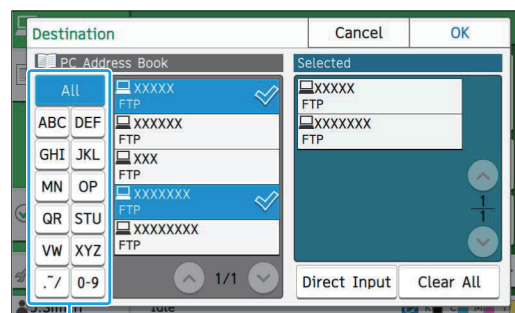 Destination
Cancel
OK
PC Address Book
Selected
All
ABC DEF
GHI JKL
MN OP
QR STU
VW XYZ
.~/ 0-9
XXXXX
FTP
XXXXXX
FTP
XXX
FTP
XXXXXXX
FTP
XXXXXXXX
FTP
1/1
XXXXX
FTP
XXXXXXX
FTP
1
1
Direct Input
Clear All
Idle